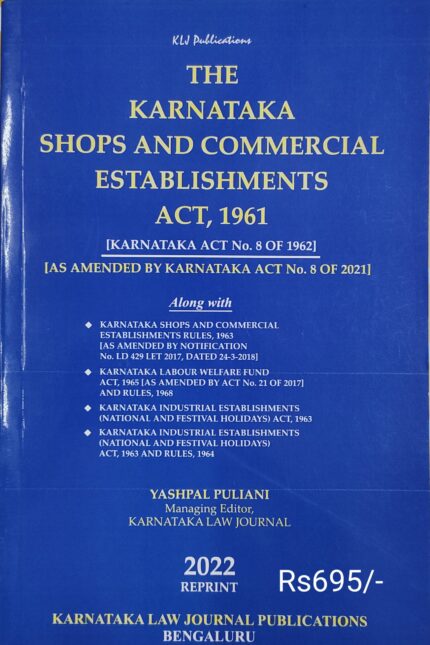 KLJ Publications
THE
KARNATAKA
SHOPS AND COMMERCIAL
ESTABLISHMENTS
ACT, 1961
[KARNATAKA ACT No. 8 OF 1962]
[AS AMENDED BY KARNATAKA ACT No. 8 OF 2021]
Along with
◆ KARNATAKA SHOPS AND COMMERCIAL
ESTABLISHMENTS RULES, 1963
[AS AMENDED BY NOTIFICATION
No. LD 429 LET 2017, DATED 24-3-2018]
◆ KARNATAKA LABOUR WELFARE FUND
ACT, 1965 [AS AMENDED BY ACT No. 21 OF 2017]
AND RULES, 1968
◆ KARNATAKA INDUSTRIAL ESTABLISHMENTS
(NATIONAL AND FESTIVAL HOLIDAYS) ACT, 1963
◆ KARNATAKA INDUSTRIAL ESTABLISHMENTS
(NATIONAL AND FESTIVAL HOLIDAYS)
ACT, 1963 AND RULES, 1964
YASHPAL PULIANI
Managing Editor,
KARNATAKA LAW JOURNAL
2022
REPRINT
Rs695/-
KARNATAKA LAW JOURNAL PUBLICATIONS
BENGALURU